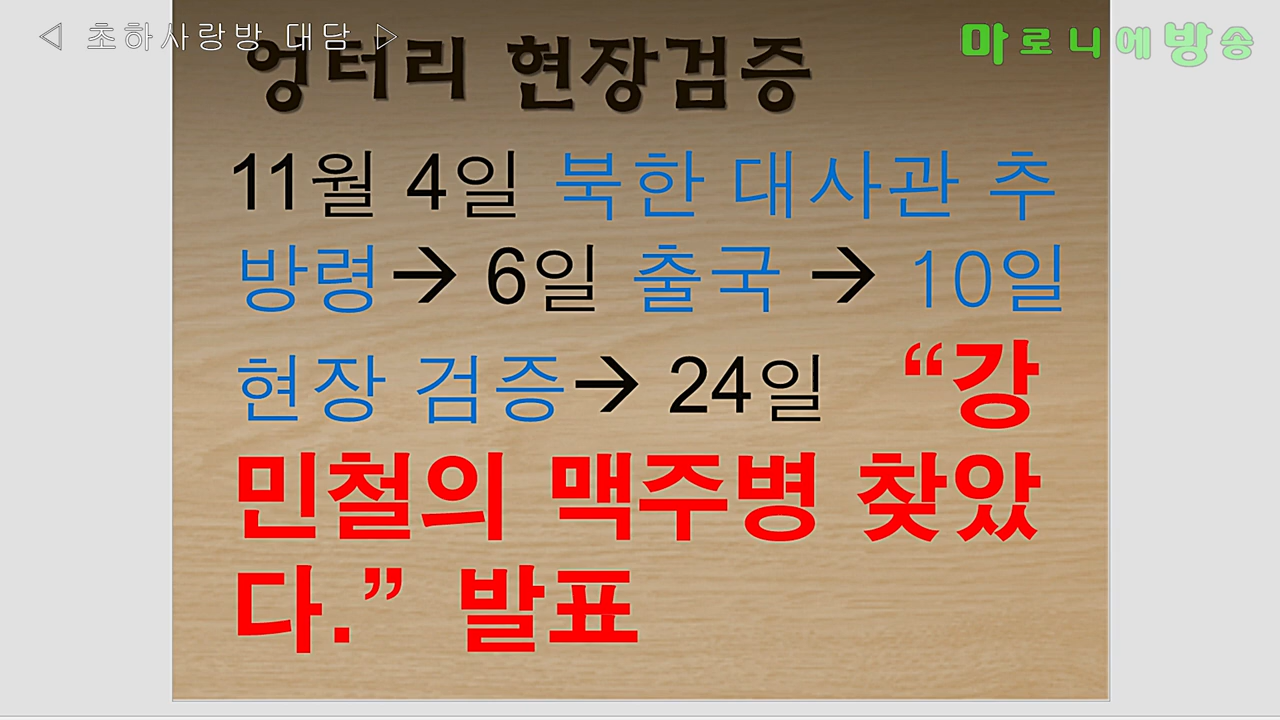 ◁ 초하사랑방 대담 ▷
마로니에방송
엉터리 현장검증
11월 4일 북한 대사관 추
방령→ 6일 출국 → 10일
현장 검증→ 24일 “강
민철의 맥주병 찾았
다.” 발표